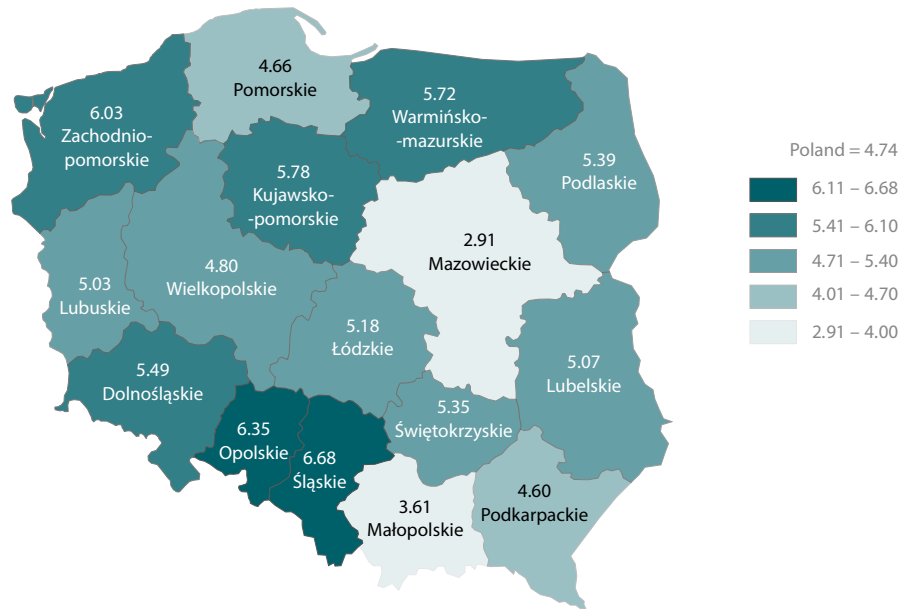 4.66
Pomorskie
5.72
Warmińsko-
-mazurskie
6.03
Zachodnio-
pomorskie
5.39
Podlaskie
5.78
Kujawsko-
-pomorskie
2.91
Mazowieckie
4.80
Wielkopolskie
5.03
Lubuskie
5.18
Łódzkie
5.07
Lubelskie
5.49
Dolnośląskie
5.35
Świętokrzyskie
6.35
Opolskie
6.68
Śląskie
4.60
Podkarpackie
3.61
Małopolskie
Poland = 4.74
6.11 – 6.68
5.41 – 6.10
4.71 – 5.40
4.01 – 4.70
2.91 – 4.00